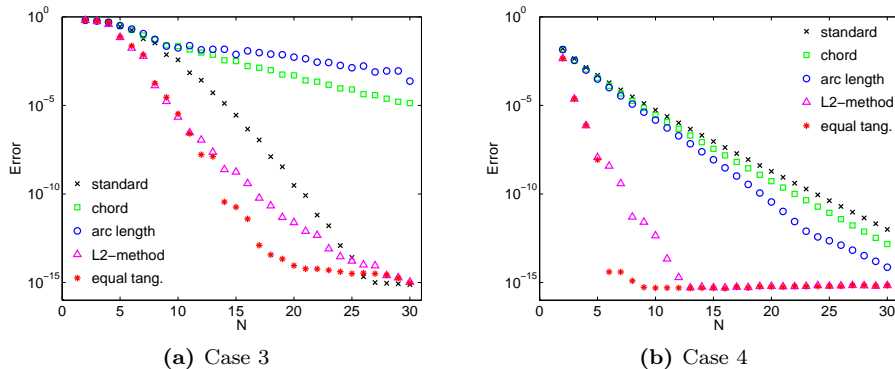 10^0
10^-5
10^-10
10^-15
Error
0
5
10
15
20
25
30
N
standard
chord
arc length
L2-method
equal tang.
(a) Case 3
10^0
10^-5
10^-10
10^-15
Error
0
5
10
15
20
25
30
N
standard
chord
arc length
L2-method
equal tang.
(b) Case 4